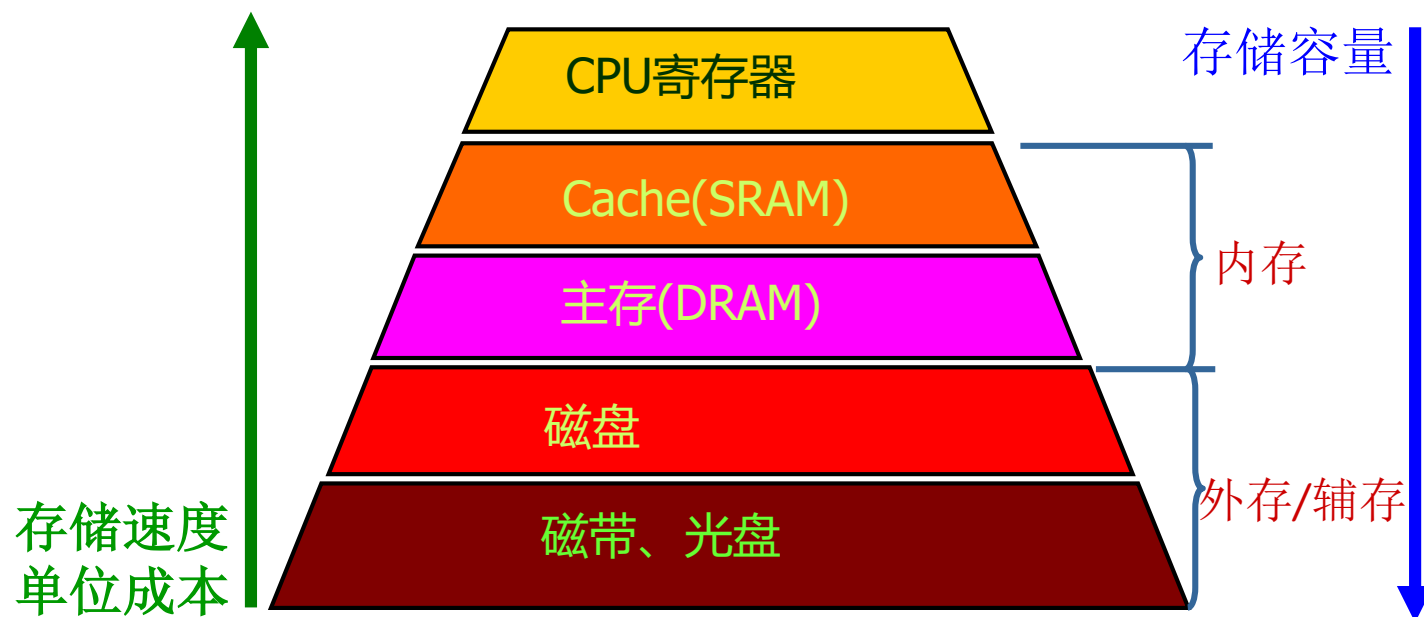 存储容量
CPU寄存器
Cache(SRAM)
内存
主存(DRAM)
磁盘
外存/辅存
存储速度
单位成本
磁带、光盘